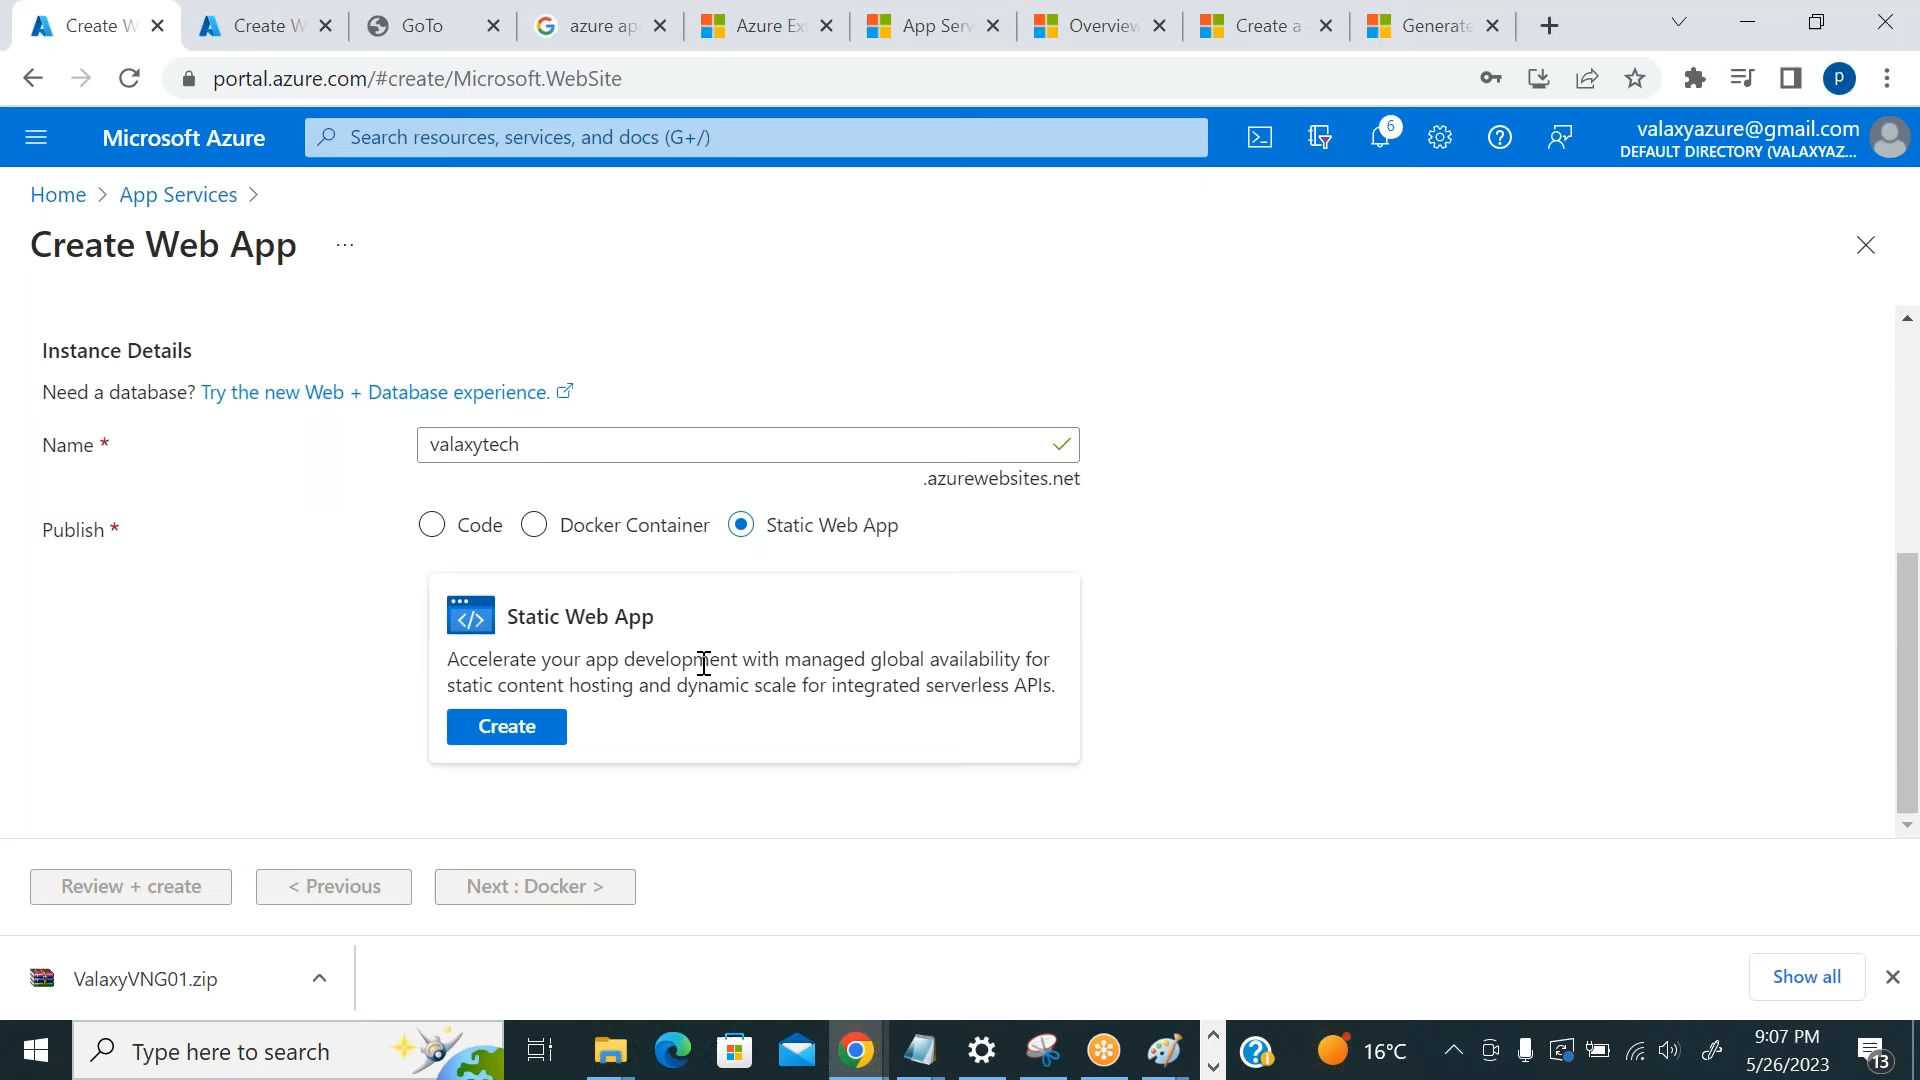 Create W
Create W
GoTo
azure ap
Azure Ex
App Serv
Overview
Create a
Generate
portal.azure.com/#create/Microsoft.WebSite
P
Microsoft Azure
Search resources, services, and docs (G+/)
6
valaxyazure@gmail.com
DEFAULT DIRECTORY (VALAXYAZ...
Home > App Services >
Create Web App ...
Instance Details
Need a database? Try the new Web + Database experience.
Name *
valaxytech
.azurewebsites.net
Publish *
Code
Docker Container
Static Web App
Static Web App
Accelerate your app development with managed global availability for
static content hosting and dynamic scale for integrated serverless APIs.
Create
Review + create
< Previous
Next : Docker >
ValaxyVNG01.zip
Show all
Type here to search
16°C
9:07 PM
5/26/2023
13